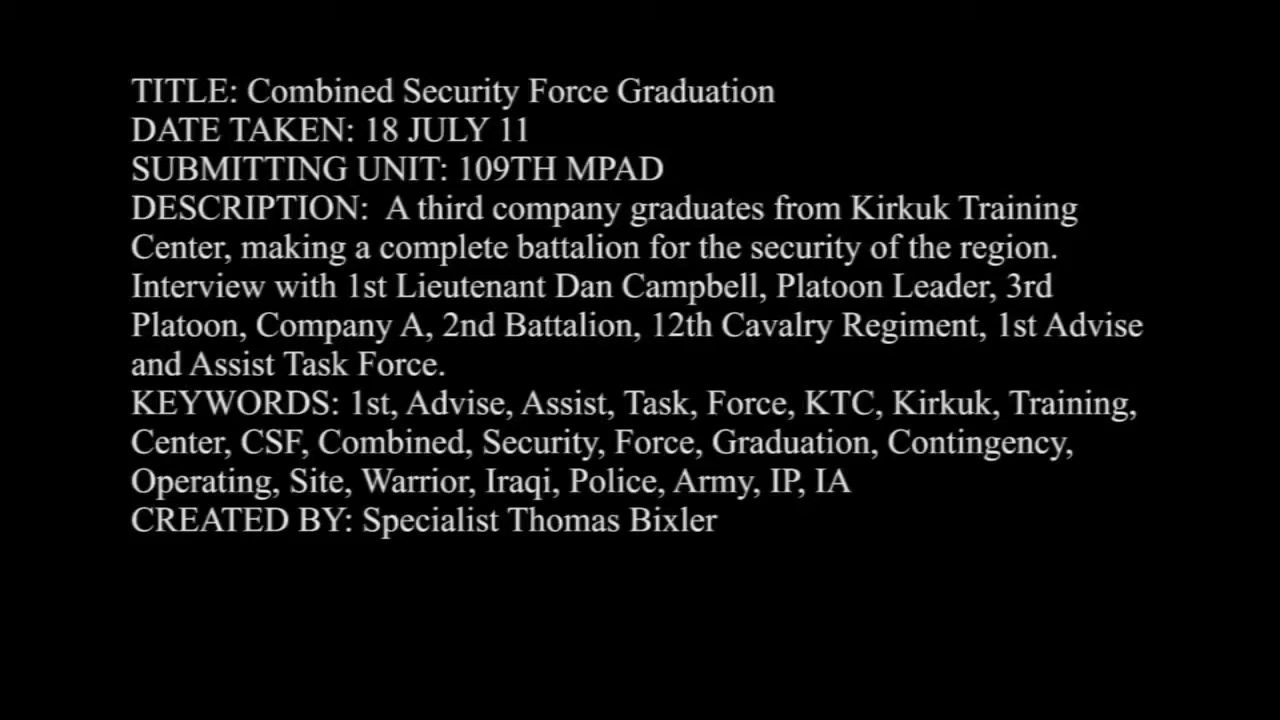 TITLE: Combined Security Force Graduation
DATE TAKEN: 18 JULY 11
SUBMITTING UNIT: 109TH MPAD
DESCRIPTION:  A third company graduates from Kirkuk Training
Center, making a complete battalion for the security of the region.
Interview with 1st Lieutenant Dan Campbell, Platoon Leader, 3rd
Platoon, Company A, 2nd Battalion, 12th Cavalry Regiment, 1st Advise
and Assist Task Force.
KEYWORDS: 1st, Advise, Assist, Task, Force, KTC, Kirkuk, Training,
Center, CSF, Combined, Security, Force, Graduation, Contingency,
Operating, Site, Warrior, Iraqi, Police, Army, IP, IA
CREATED BY: Specialist Thomas Bixler